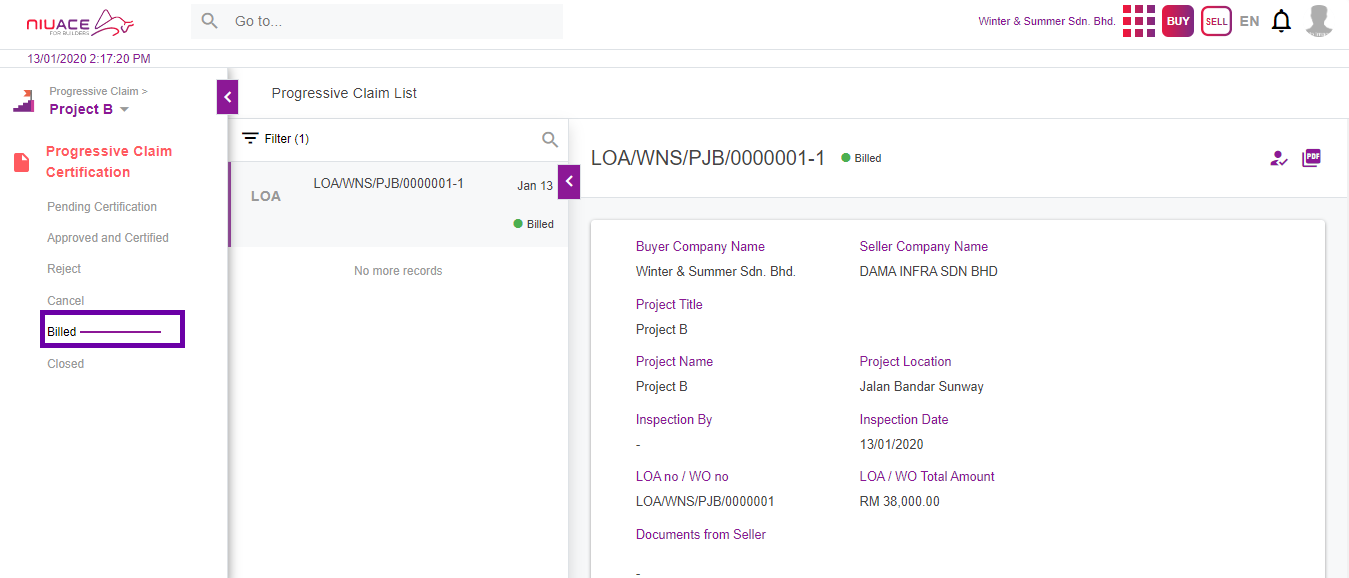 NIUACE
FOR BUILDERS
Go to...
Winter & Summer Sdn. Bhd.
BUY
SELL
EN
13/01/2020 2:17:20 PM
Progressive Claim >
Project B
Progressive Claim
Certification
Pending Certification
Approved and Certified
Reject
Cancel
Billed
Closed
Progressive Claim List
Filter (1)
LOA
LOA/WNS/PJB/0000001-1
Jan 13
Billed
No more records
LOA/WNS/PJB/0000001-1
Billed
PDF
Buyer Company Name
Seller Company Name
Winter & Summer Sdn. Bhd.
DAMA INFRA SDN BHD
Project Title
Project B
Project Name
Project Location
Project B
Jalan Bandar Sunway
Inspection By
Inspection Date
-
13/01/2020
LOA no / WO no
LOA / WO Total Amount
LOA/WNS/PJB/0000001
RM 38,000.00
Documents from Seller
-